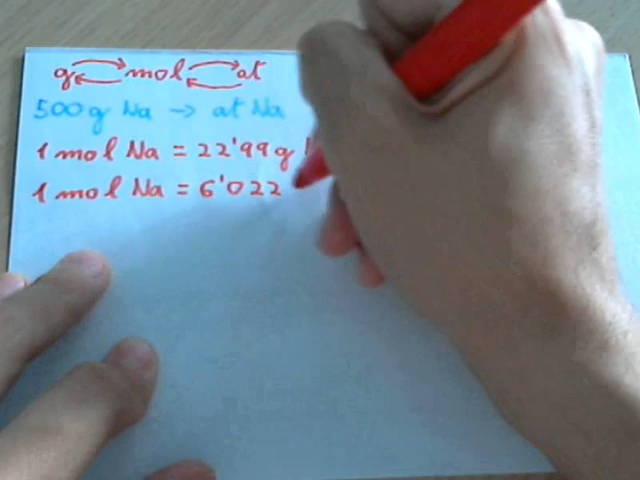 g ⇄ mol ⇄ at
500 g Na → at Na
1 mol Na = 22'99 g
1 mol Na = 6'022